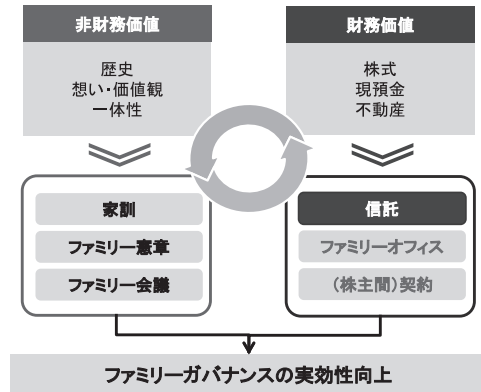 非財務価値
歴史
想い・価値観
一体性
家訓
ファミリー憲章
ファミリー会議
財務価値
株式
現預金
不動産
信託
ファミリーオフィス
(株主間)契約
ファミリーガバナンスの実効性向上